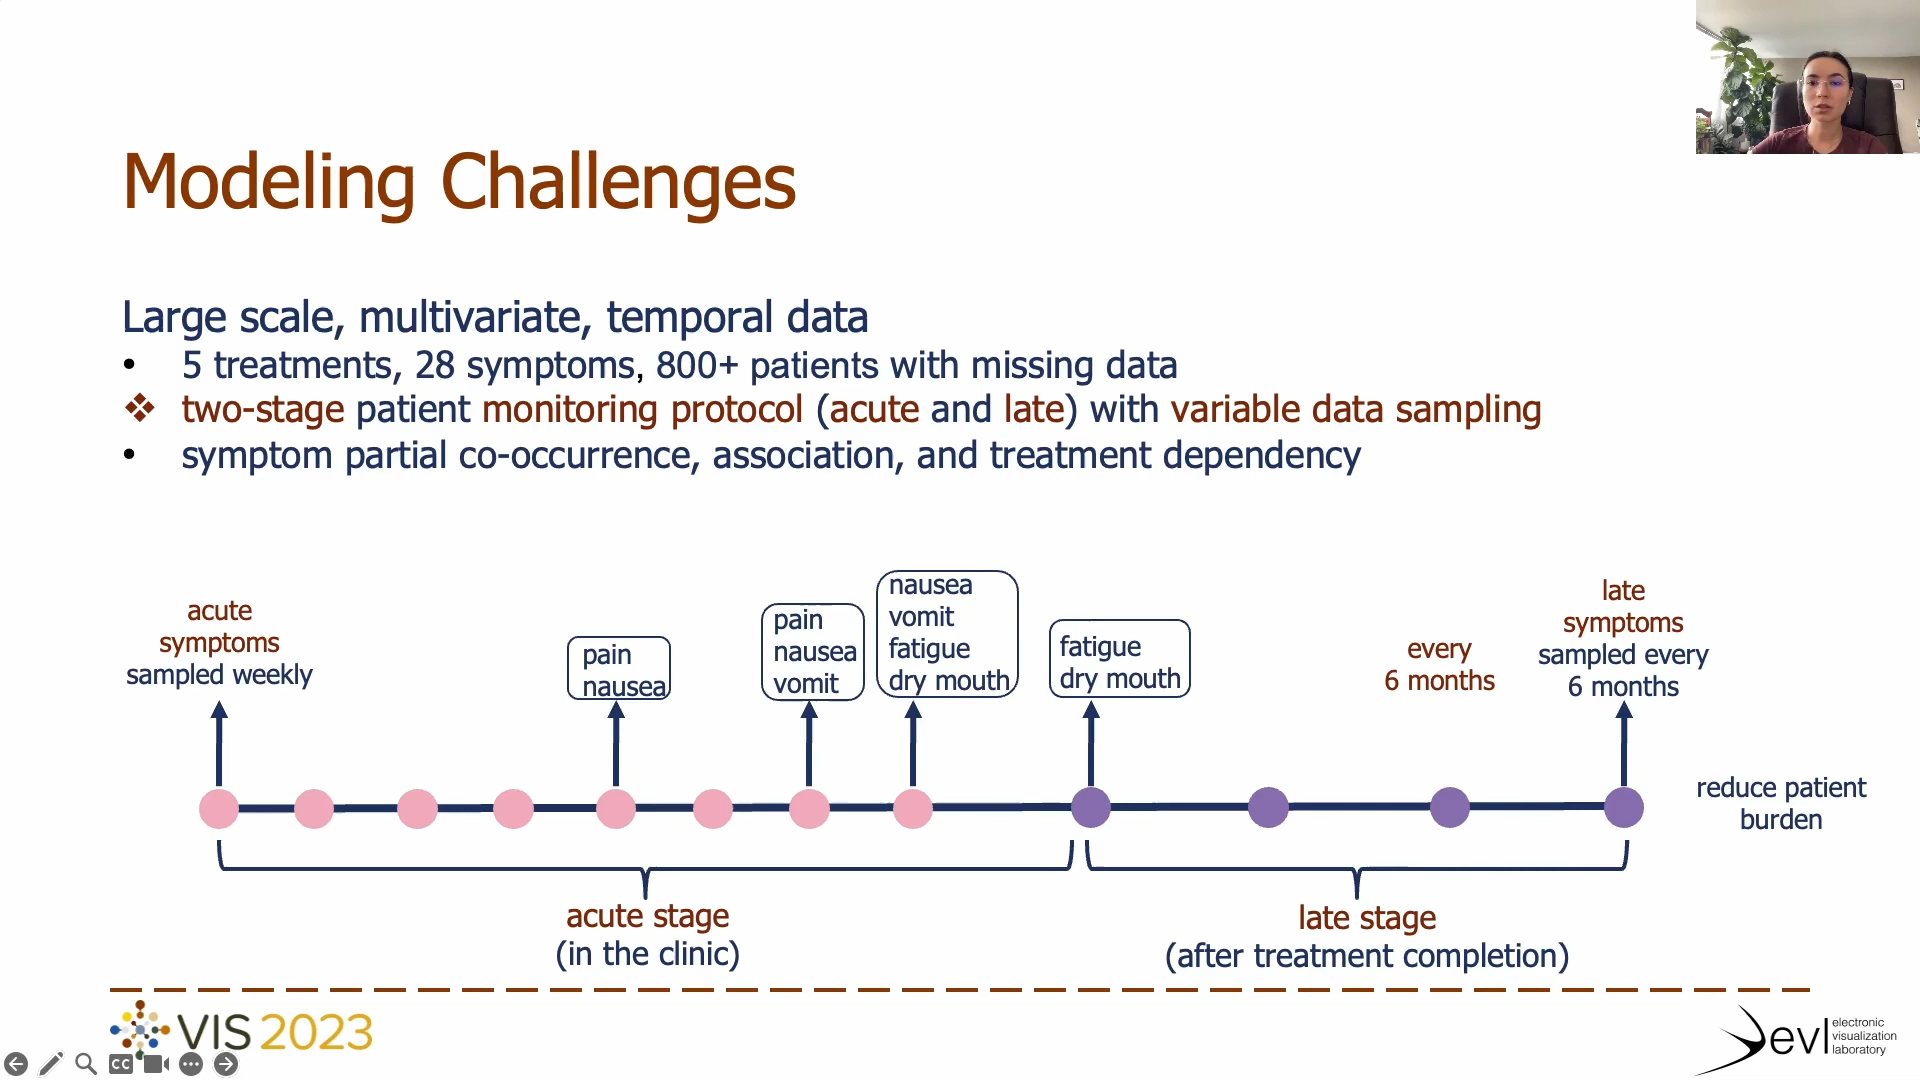 Modeling Challenges
Large scale, multivariate, temporal data
• 5 treatments, 28 symptoms, 800+ patients with missing data
❖ two-stage patient monitoring protocol (acute and late) with variable data sampling
• symptom partial co-occurrence, association, and treatment dependency
acute
symptoms
sampled weekly
pain
nausea
pain
nausea
vomit
nausea
vomit
fatigue
dry mouth
fatigue
dry mouth
every
6 months
late
symptoms
sampled every
6 months
reduce patient
burden
acute stage
(in the clinic)
late stage
(after treatment completion)
VIS 2023
CC
evl
electronic
visualization
laboratory